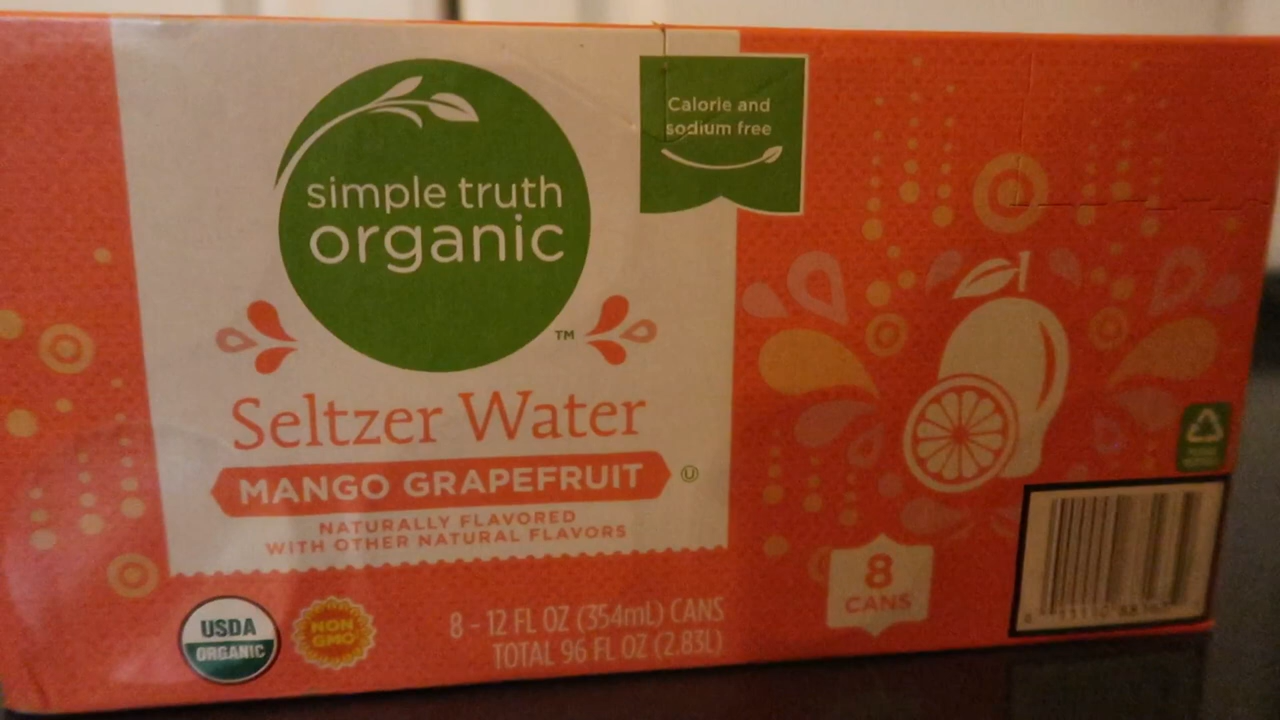 simple truth
organic
TM
Calorie and
sodium free
Seltzer Water
MANGO GRAPEFRUIT
U
NATURALLY FLAVORED
WITH OTHER NATURAL FLAVORS
USDA
ORGANIC
NON
GMO
8 - 12 FL OZ (354mL) CANS
TOTAL 96 FL OZ (2.83L)
8
CANS